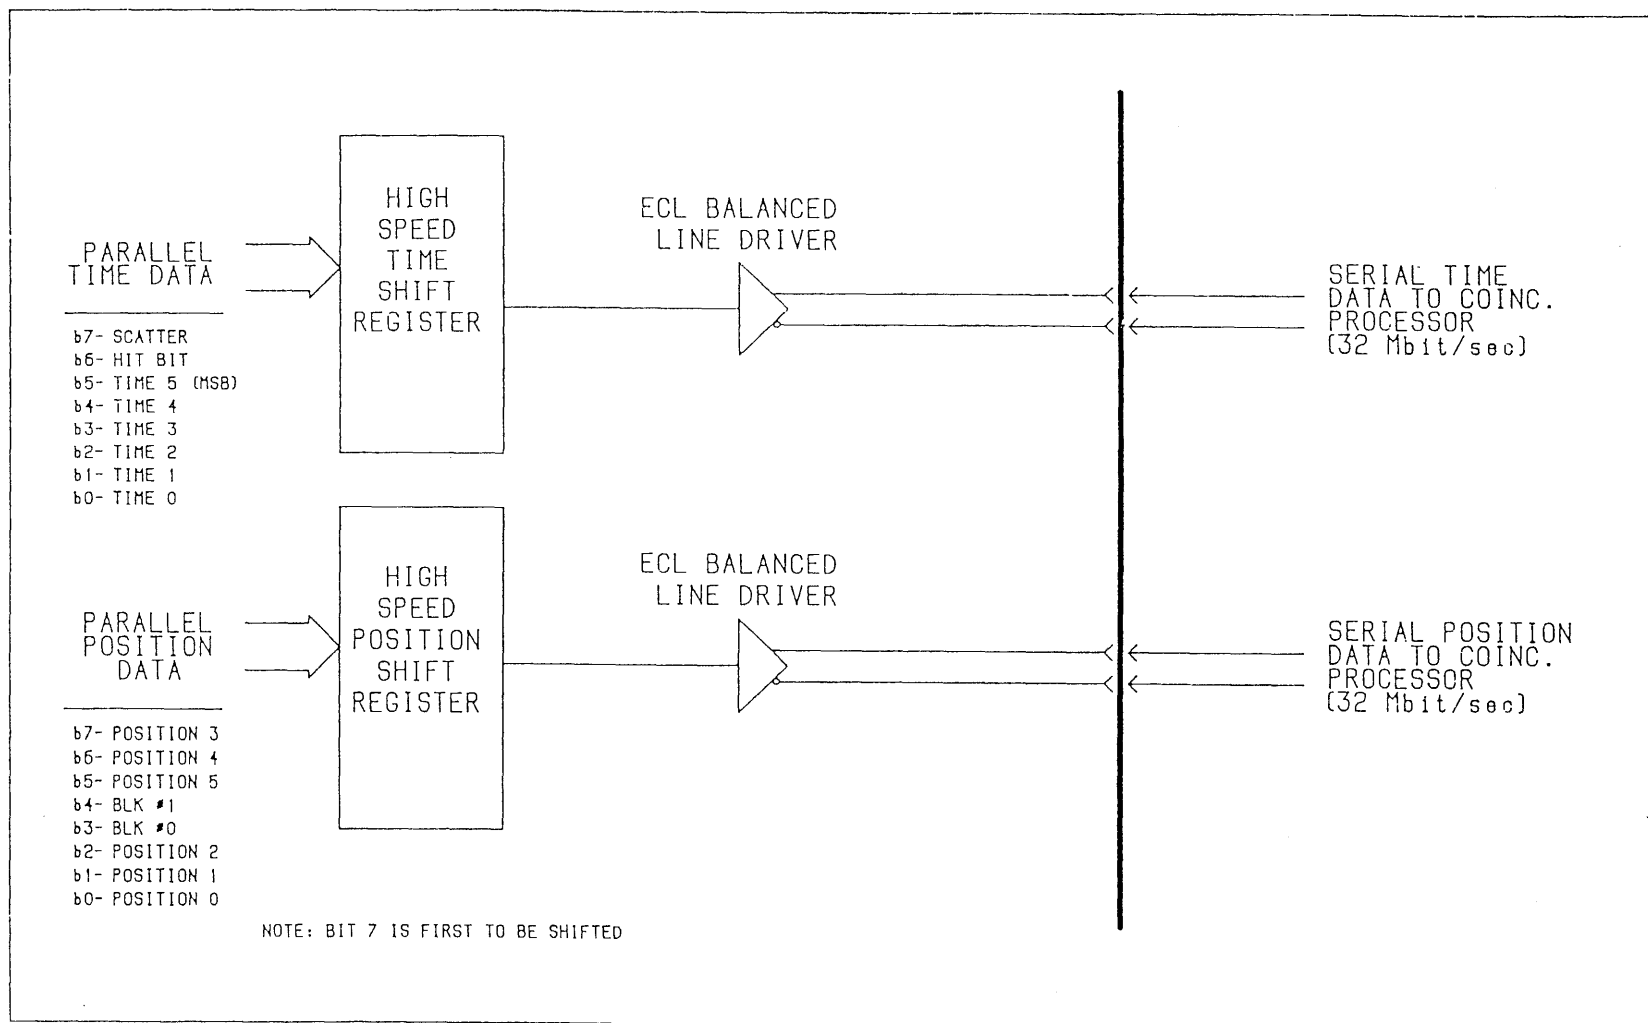 PARALLEL
TIME DATA
b7- SCATTER
b6- HIT BIT
b5- TIME 5 (MSB)
b4- TIME 4
b3- TIME 3
b2- TIME 2
b1- TIME 1
b0- TIME 0
HIGH
SPEED
TIME
SHIFT
REGISTER
ECL BALANCED
LINE DRIVER
SERIAL TIME
DATA TO COINC.
PROCESSOR
(32 Mbit/sec)
PARALLEL
POSITION
DATA
b7- POSITION 3
b6- POSITION 4
b5- POSITION 5
b4- BLK #1
b3- BLK #0
b2- POSITION 2
b1- POSITION 1
b0- POSITION 0
HIGH
SPEED
POSITION
SHIFT
REGISTER
ECL BALANCED
LINE DRIVER
SERIAL POSITION
DATA TO COINC.
PROCESSOR
(32 Mbit/sec)
NOTE: BIT 7 IS FIRST TO BE SHIFTED